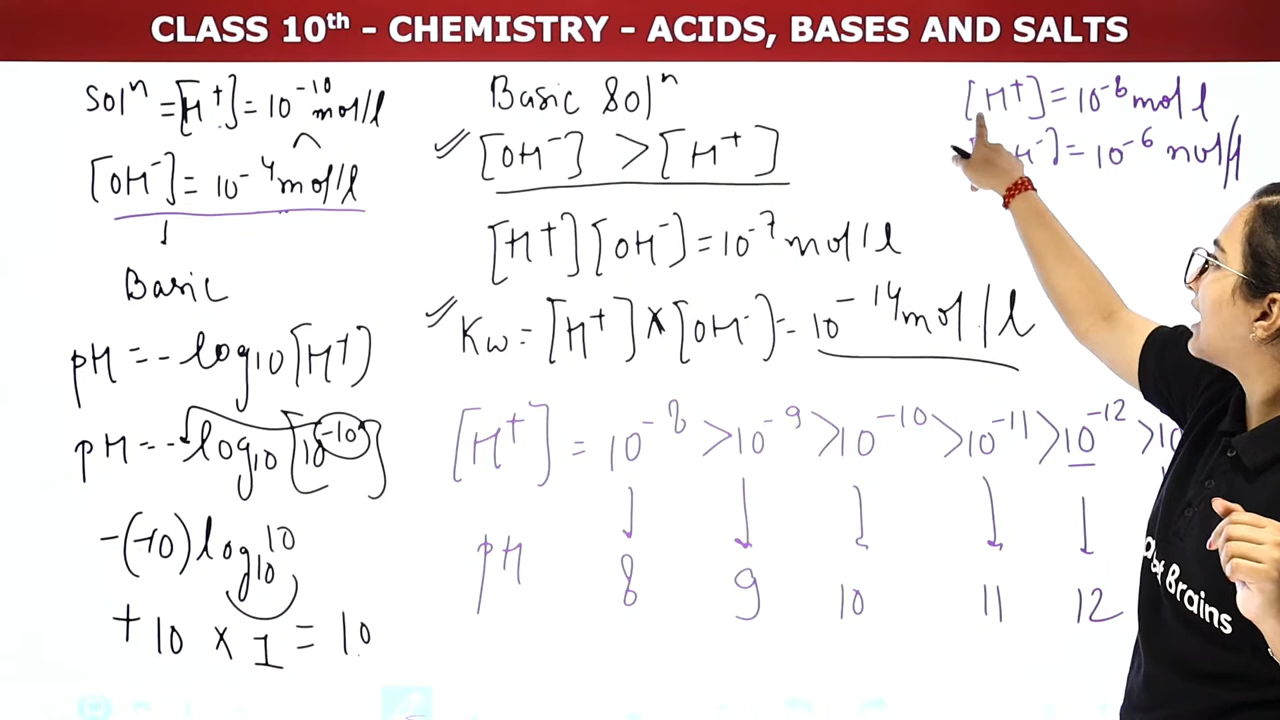 CLASS 10th - CHEMISTRY - ACIDS, BASES AND SALTS
Solⁿ = [H⁺] = 10⁻¹⁰ mol/l
[OH⁻] = 10⁻⁴ mol/l
Basic
pH = -log10 [H⁺]
pH = -log10 [10⁻¹⁰]
-(-10) log₁₀10
+10 × 1 = 10
Basic Solⁿ
[OH⁻] > [H⁺]
[H⁺] [OH⁻] = 10⁻⁷ mol/l
Kw = [H⁺] × [OH⁻] = 10⁻¹⁴ mol/l
[H⁺] = 10⁻⁸ > 10⁻⁹ > 10⁻¹⁰ > 10⁻¹¹ > 10⁻¹² >
pH 8 9 10 11 12
[H⁺] = 10⁻⁸ mol l
H⁻] = 10⁻⁶ mol/l
Brains